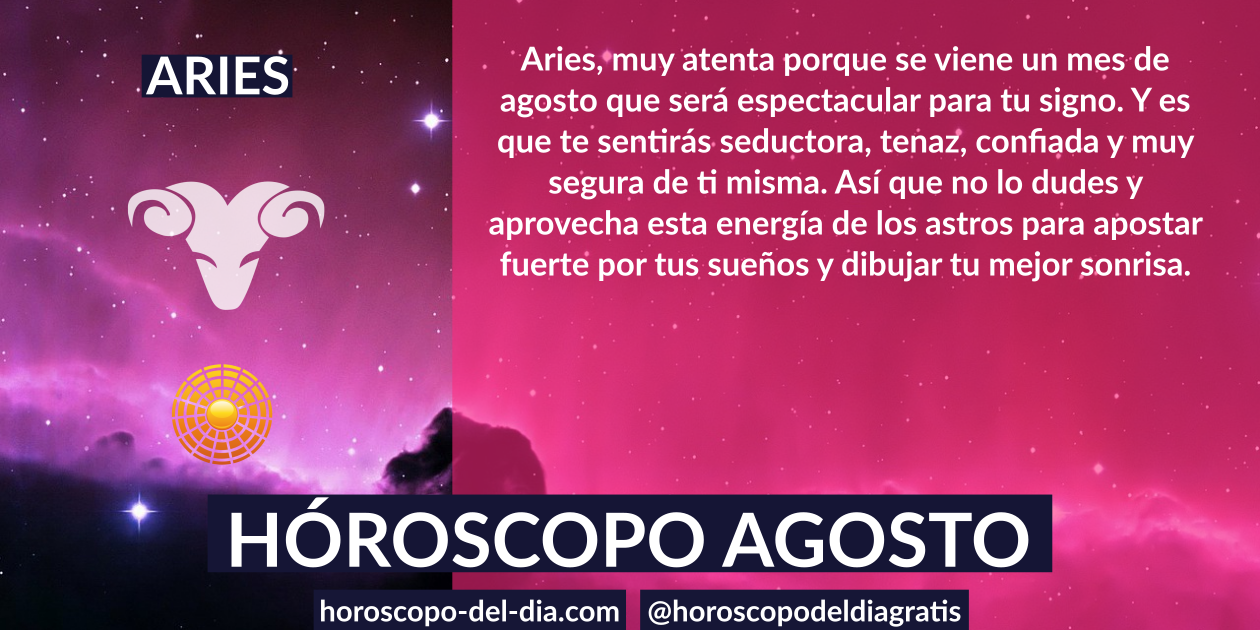 ARIES
Aries, muy atenta porque se viene un mes de
agosto que será espectacular para tu signo. Y es
que te sentirás seductora, tenaz, confiada y muy
segura de ti misma. Así que no lo dudes y
aprovecha esta energía de los astros para apostar
fuerte por tus sueños y dibujar tu mejor sonrisa.
HÓROSCOPO AGOSTO
horoscopo-del-dia.com
@horoscopodeldiagratis